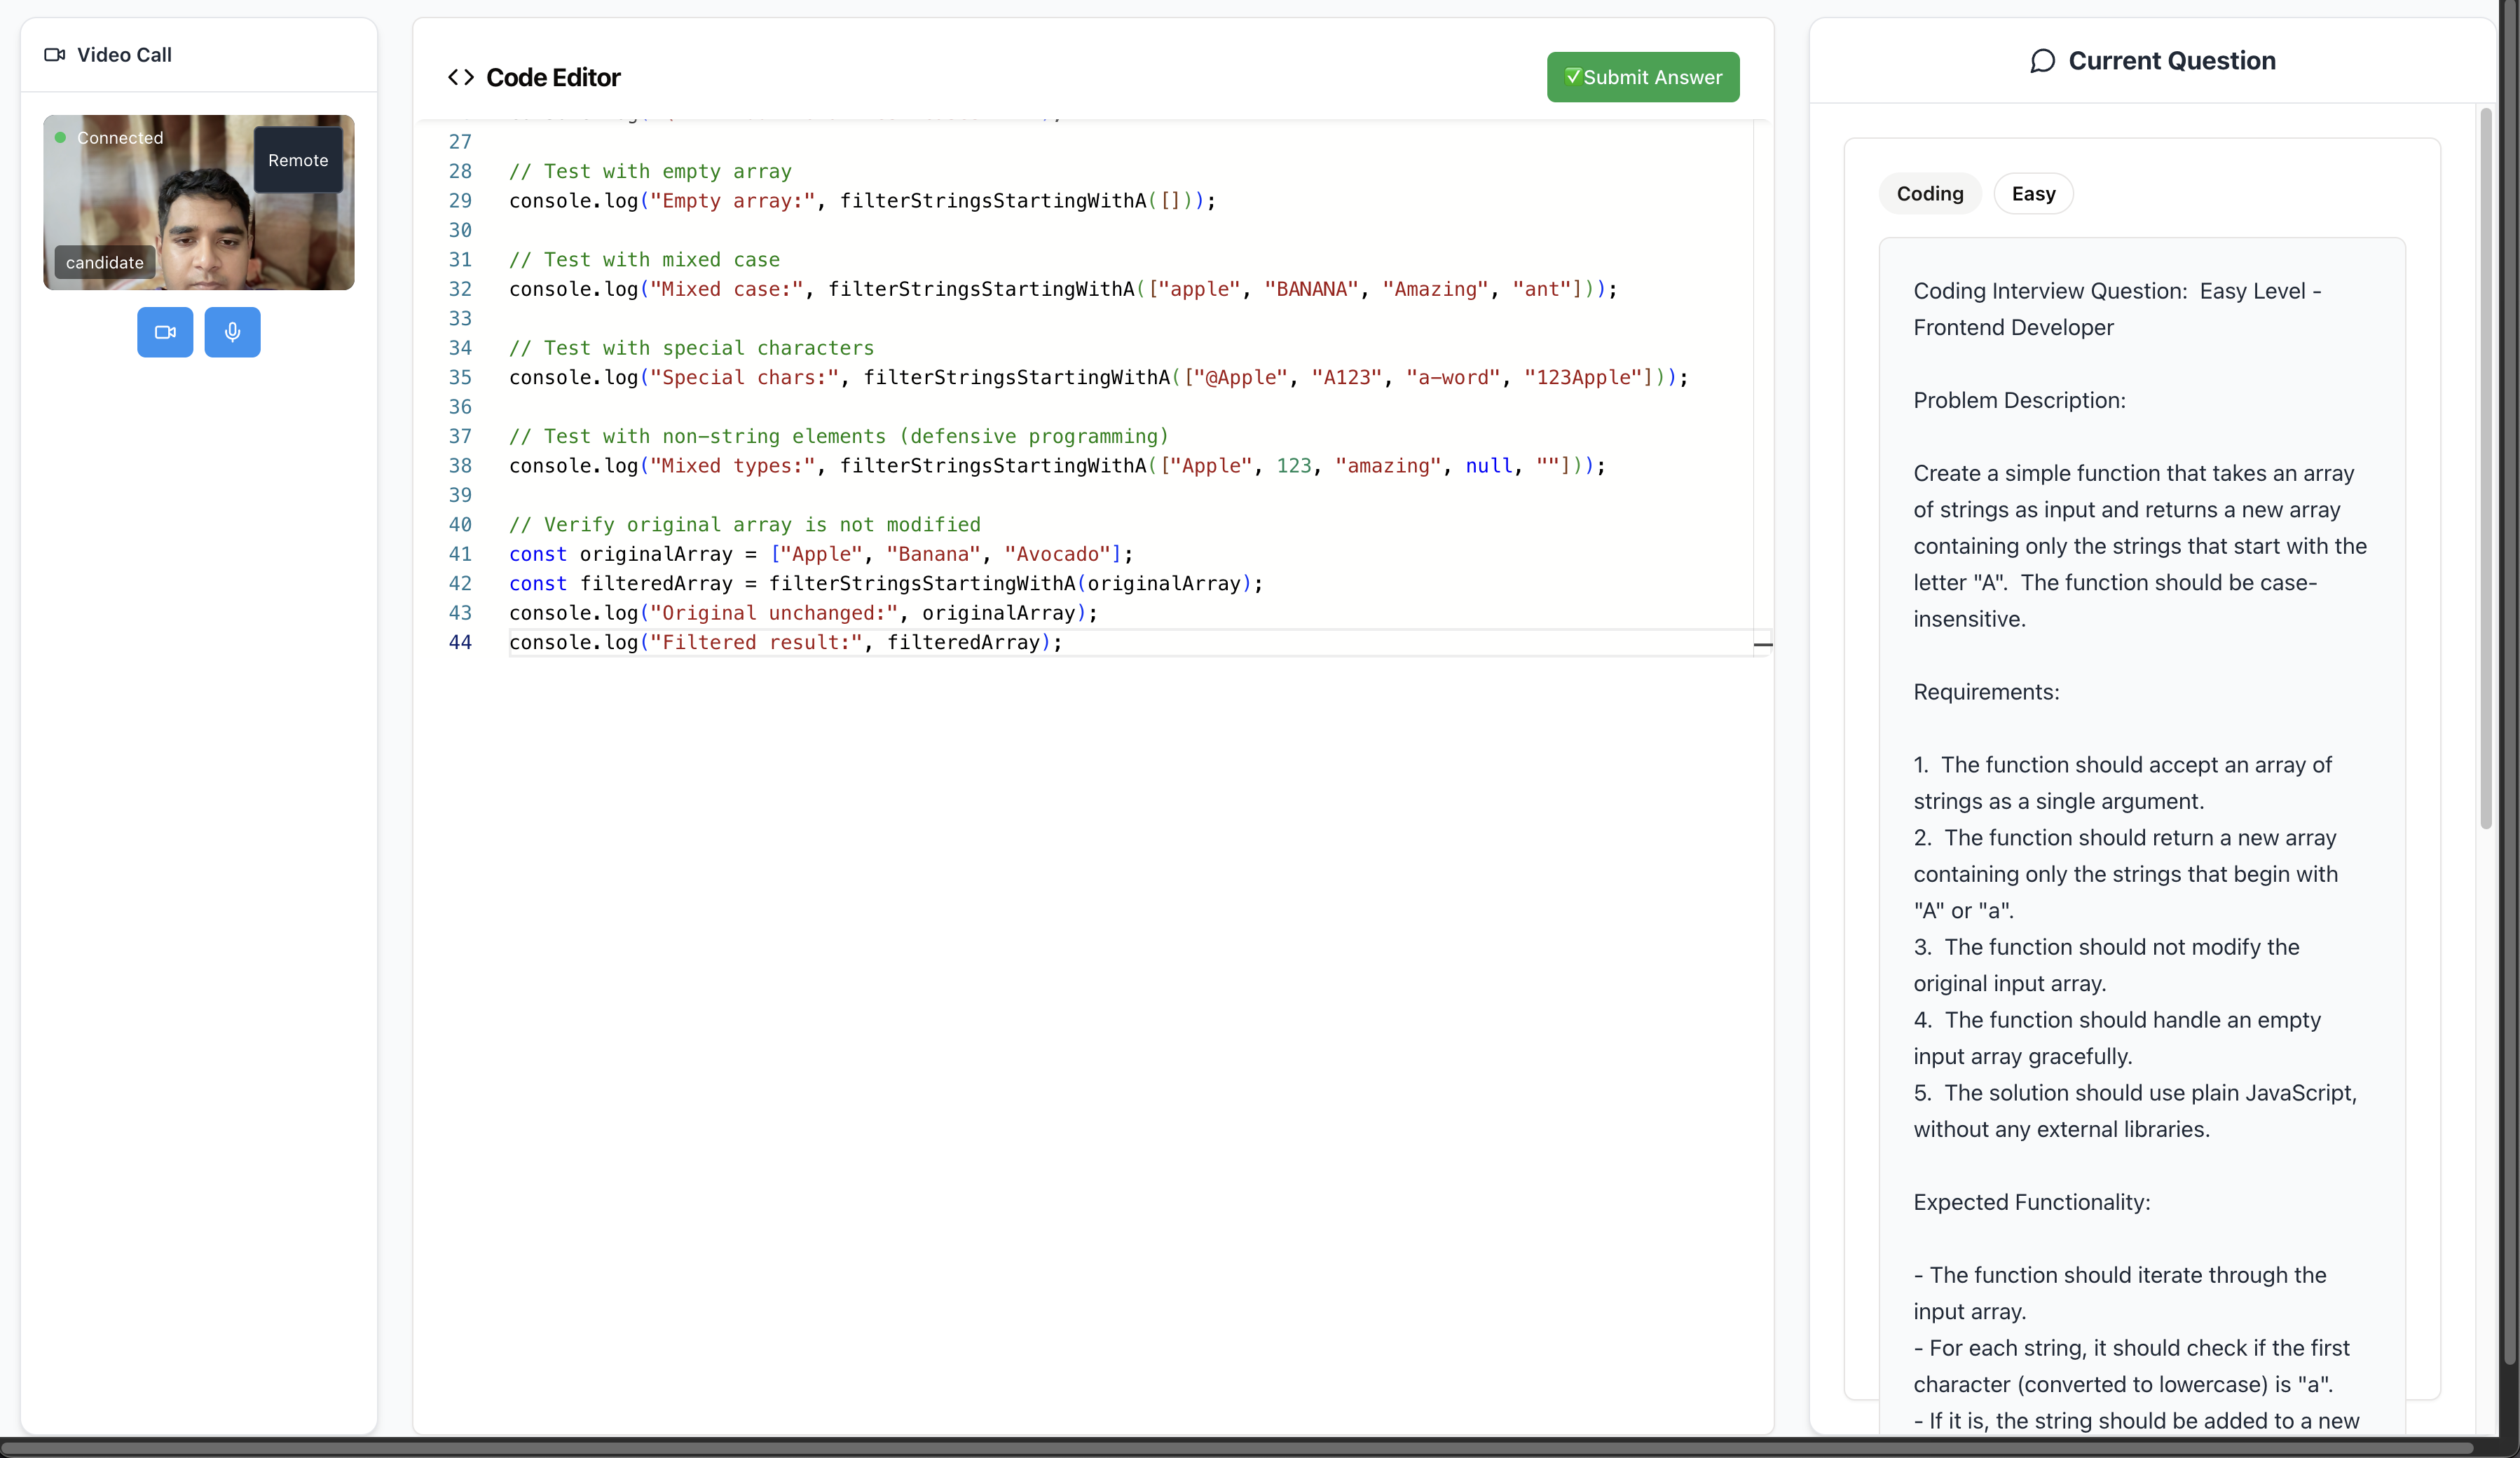 Video Call
Connected
Remote
candidate
Code Editor
✅Submit Answer
27
28 // Test with empty array
29 console.log("Empty array:", filterStringsStartingWithA([]));
30
31 // Test with mixed case
32 console.log("Mixed case:", filterStringsStartingWithA(["apple", "BANANA", "Amazing", "ant"]));
33
34 // Test with special characters
35 console.log("Special chars:", filterStringsStartingWithA(["@Apple", "A123", "a-word", "123Apple"]));
36
37 // Test with non-string elements (defensive programming)
38 console.log("Mixed types:", filterStringsStartingWithA(["Apple", 123, "amazing", null, ""]));
39
40 // Verify original array is not modified
41 const originalArray = ["Apple", "Banana", "Avocado"];
42 const filteredArray = filterStringsStartingWithA(originalArray);
43 console.log("Original unchanged:", originalArray);
44 console.log("Filtered result:", filteredArray);
Current Question
Coding
Easy
Coding Interview Question:  Easy Level -
Frontend Developer
Problem Description:
Create a simple function that takes an array
of strings as input and returns a new array
containing only the strings that start with the
letter "A".  The function should be case-
insensitive.
Requirements:
1.  The function should accept an array of
strings as a single argument.
2.  The function should return a new array
containing only the strings that begin with
"A" or "a".
3.  The function should not modify the
original input array.
4.  The function should handle an empty
input array gracefully.
5.  The solution should use plain JavaScript,
without any external libraries.
Expected Functionality:
- The function should iterate through the
input array.
- For each string, it should check if the first
character (converted to lowercase) is "a".
- If it is, the string should be added to a new